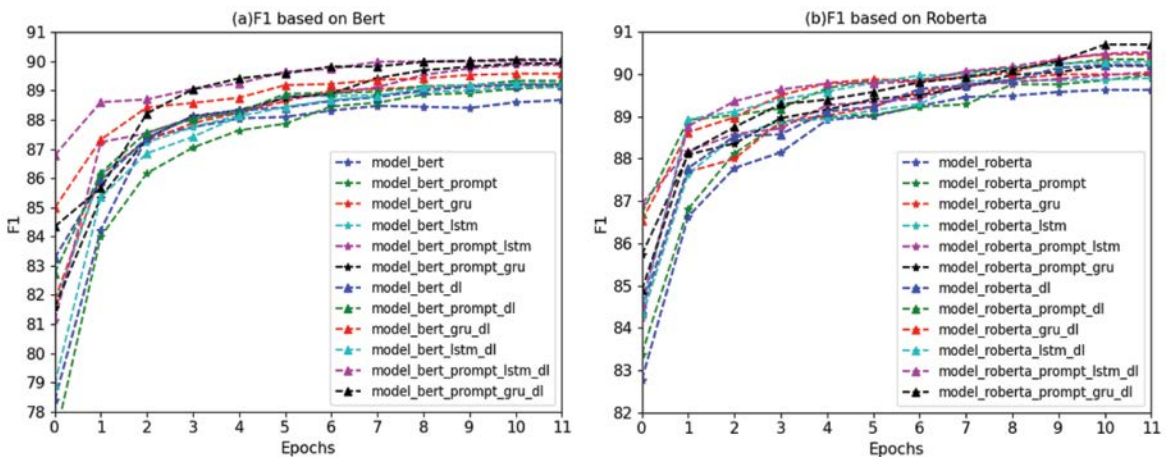 (a)F1 based on Bert
91
90
89
88
87
86
85
84
83
82
81
80
79
78
F1
0 1 2 3 4 5 6 7 8 9 10 11
Epochs
model_bert
model_bert_prompt
model_bert_gru
model_bert_lstm
model_bert_prompt_lstm
model_bert_prompt_gru
model_bert_dl
model_bert_prompt_dl
model_bert_gru_dl
model_bert_lstm_dl
model_bert_prompt_lstm_dl
model_bert_prompt_gru_dl
(b)F1 based on Roberta
91
90
89
88
87
86
85
84
83
82
F1
0 1 2 3 4 5 6 7 8 9 10 11
Epochs
model_roberta
model_roberta_prompt
model_roberta_gru
model_roberta_lstm
model_roberta_prompt_lstm
model_roberta_prompt_gru
model_roberta_dl
model_roberta_prompt_dl
model_roberta_gru_dl
model_roberta_lstm_dl
model_roberta_prompt_lstm_dl
model_roberta_prompt_gru_dl